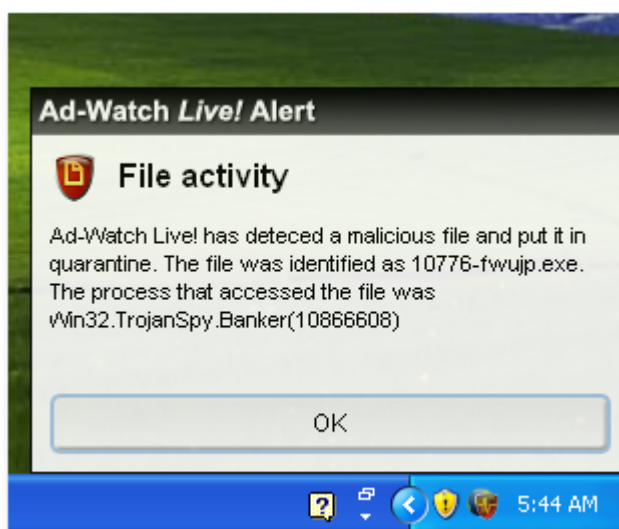 Ad-Watch Live! Alert
File activity
Ad-Watch Live! has deteced a malicious file and put it in
quarantine. The file was identified as 10776-fwujp.exe.
The process that accessed the file was
Win32.TrojanSpy.Banker(10866608)
OK
5:44 AM